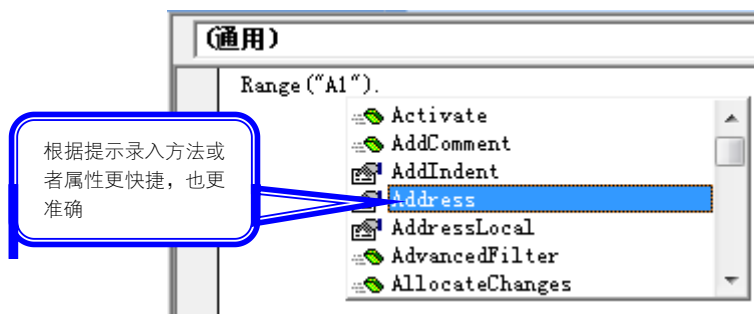 (通用)
Range("A1").
Activate
AddComment
AddIndent
Address
AddressLocal
AdvancedFilter
AllocateChanges
根据提示录入方法或
者属性更快捷，也更
准确